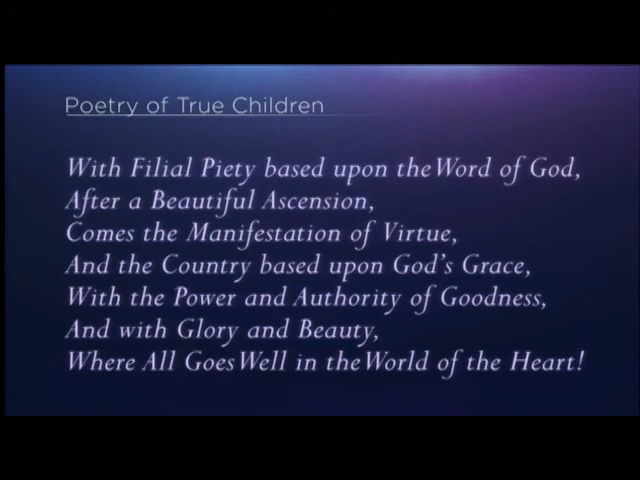 Poetry of True Children
With Filial Piety based upon the Word of God,
After a Beautiful Ascension,
Comes the Manifestation of Virtue,
And the Country based upon God's Grace,
With the Power and Authority of Goodness,
And with Glory and Beauty,
Where All Goes Well in the World of the Heart!